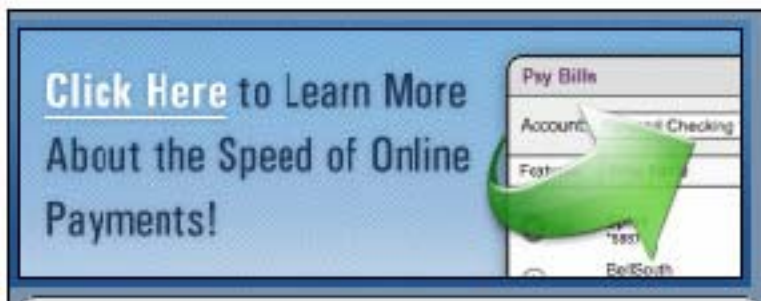 Click Here to Learn More
About the Speed of Online
Payments!
Pay Bills
Account: Checking
BellSouth